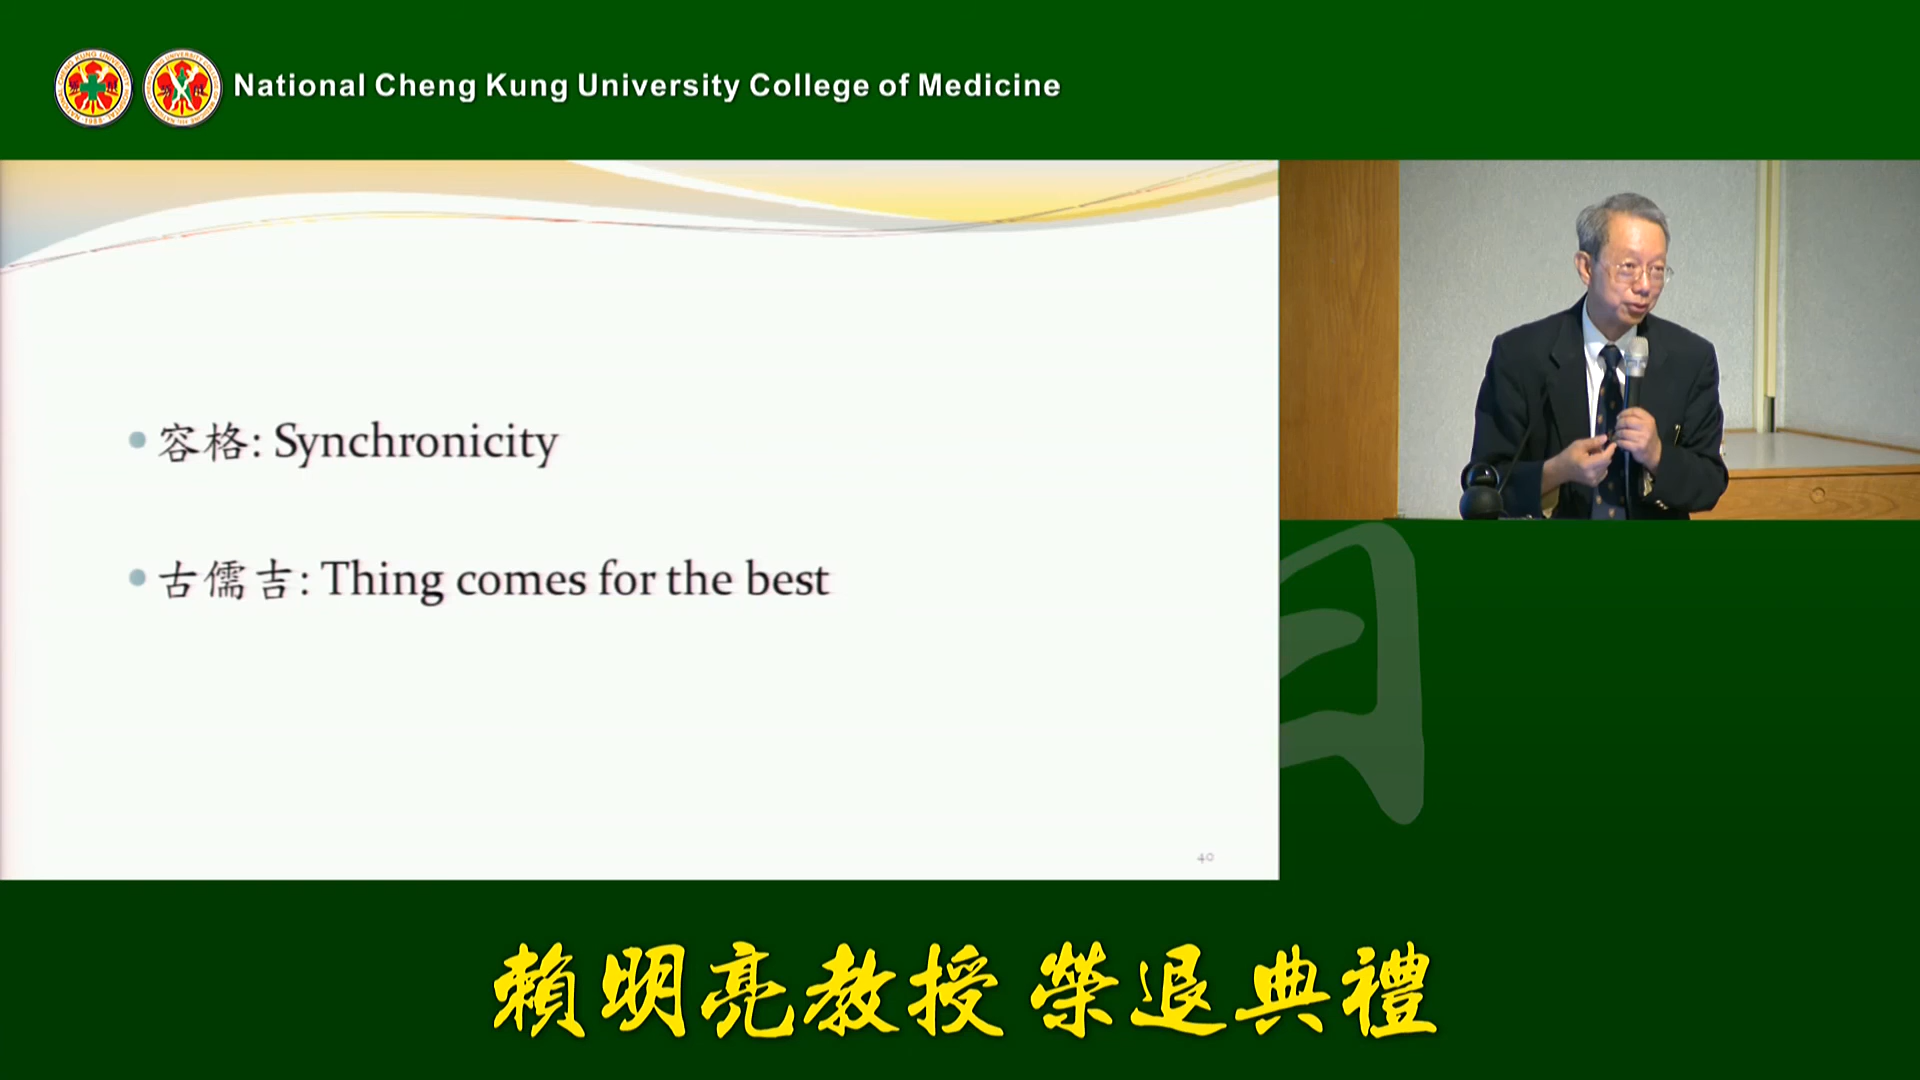 National Cheng Kung University College of Medicine
容格: Synchronicity
古儒吉: Thing comes for the best
40
賴明亮教授 榮退典禮